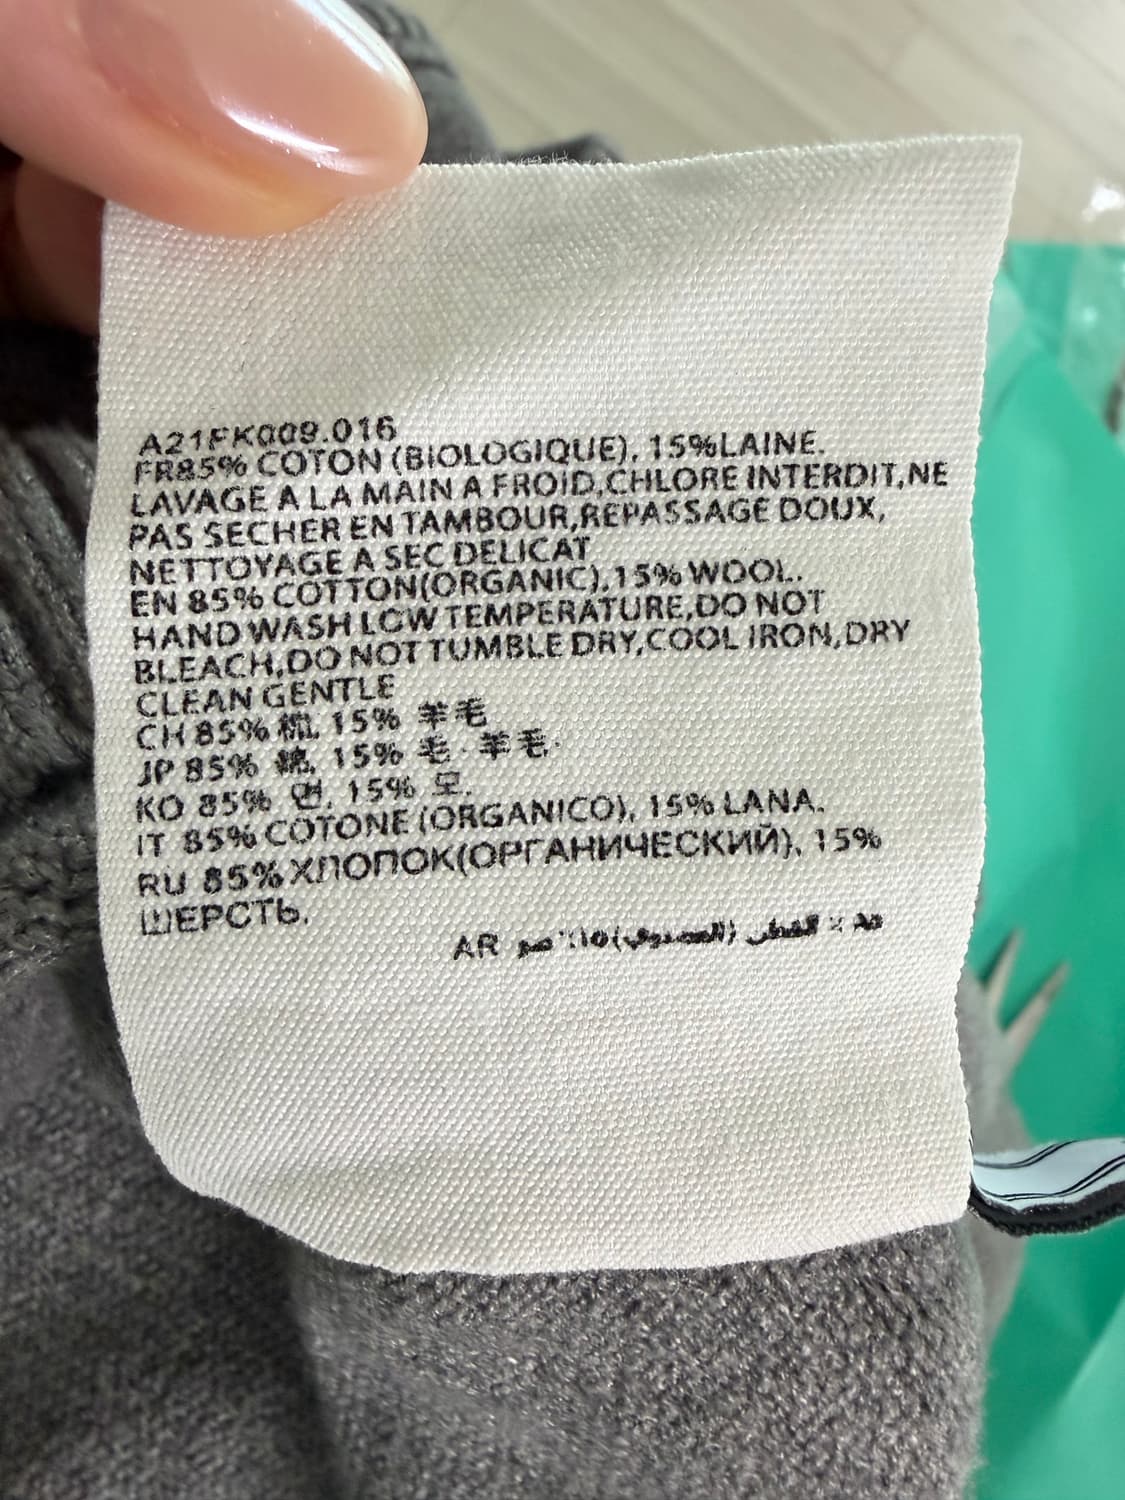 A21FK009.016
FR85% COTON (BIOLOGIQUE), 15%LAINE.
LAVAGE A LA MAIN A FROID,CHLORE INTERDIT,NE
PAS SECHER EN TAMBOUR,REPASSAGE DOUX,
NETTOYAGE A SEC DELICAT
EN 85% COTTON(ORGANIC),15% WOOL.
HAND WASH LOW TEMPERATURE,DO NOT
BLEACH,DO NOT TUMBLE DRY,COOL IRON,DRY
CLEAN GENTLE
CH 85% 棉, 15% 羊毛
JP 85% 綿, 15% 毛·羊毛.
KO 85% 면, 15% 모.
IT 85% COTONE (ORGANICO), 15% LANA.
RU 85% ХЛОПОК(ОРГАНИЧЕСКИЙ), 15%
ШЕРСТЬ.
AR